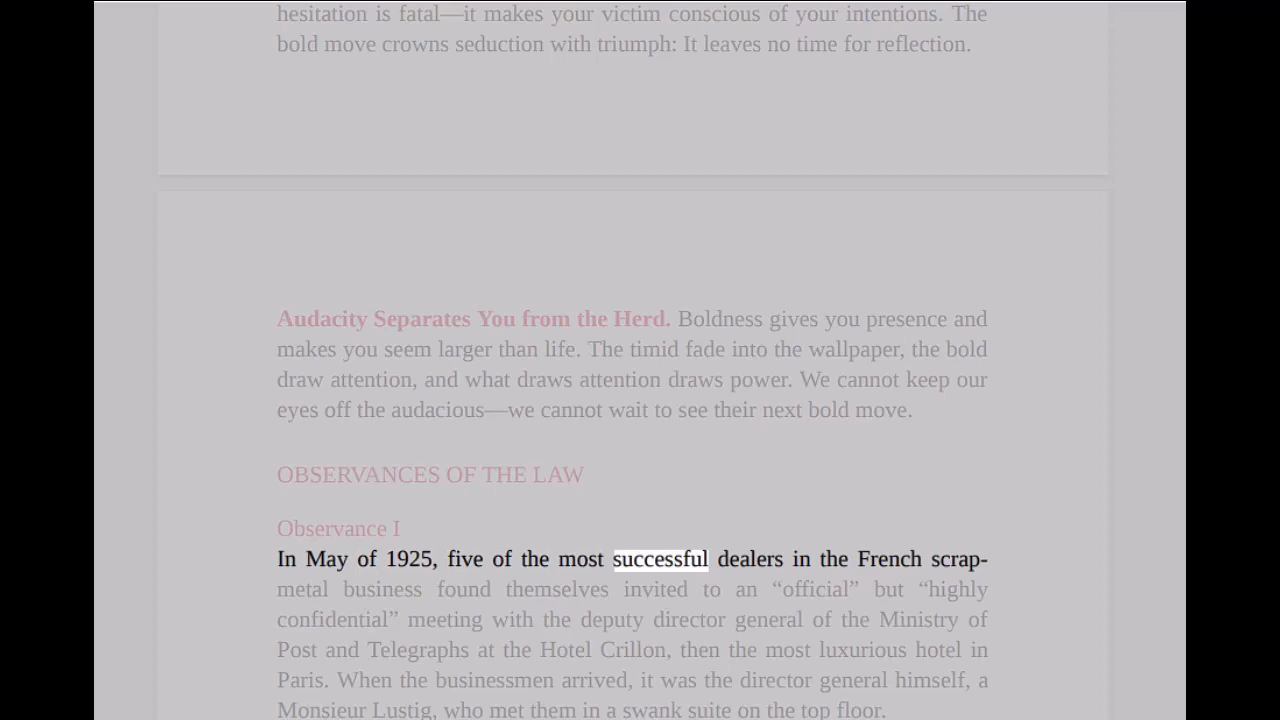 hesitation is fatal—it makes your victim conscious of your intentions. The
bold move crowns seduction with triumph: It leaves no time for reflection.
Audacity Separates You from the Herd. Boldness gives you presence and
makes you seem larger than life. The timid fade into the wallpaper, the bold
draw attention, and what draws attention draws power. We cannot keep our
eyes off the audacious—we cannot wait to see their next bold move.
OBSERVANCES OF THE LAW
Observance I
In May of 1925, five of the most successful dealers in the French scrap-
metal business found themselves invited to an “official” but “highly
confidential” meeting with the deputy director general of the Ministry of
Post and Telegraphs at the Hotel Crillon, then the most luxurious hotel in
Paris. When the businessmen arrived, it was the director general himself, a
Monsieur Lustig, who met them in a swank suite on the top floor.